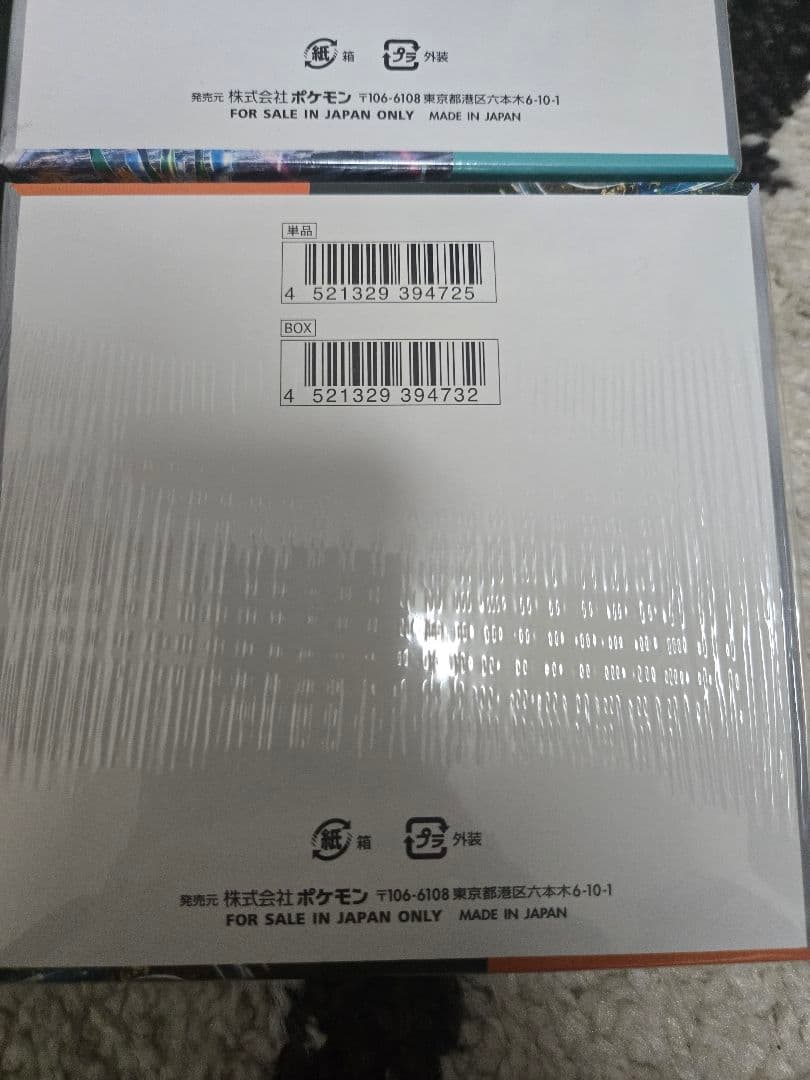 紙 箱 プラ 外装
発売元 株式会社ポケモン 〒106-6108 東京都港区六本木6-10-1
FOR SALE IN JAPAN ONLY MADE IN JAPAN
単品
4 521329 394725
BOX
4 521329 394732
紙 箱 プラ 外装
発売元 株式会社ポケモン 〒106-6108 東京都港区六本木6-10-1
FOR SALE IN JAPAN ONLY MADE IN JAPAN